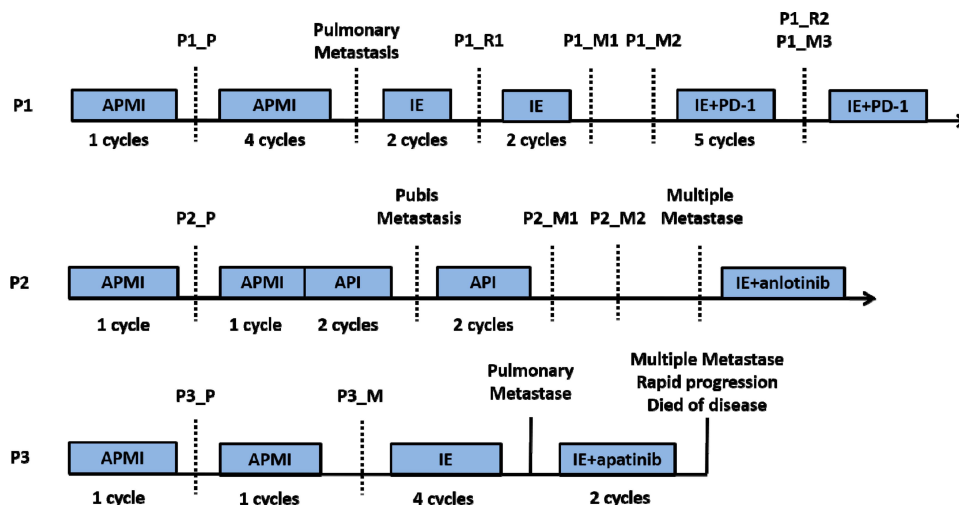 P1_P
Pulmonary
Metastasis
P1_R1
P1_M1
P1_M2
P1_R2
P1_M3
P1
APMI
APMI
IE
IE
IE+PD-1
IE+PD-1
1 cycles
4 cycles
2 cycles
2 cycles
5 cycles
P2_P
Pubis
Metastasis
P2_M1
P2_M2
Multiple
Metastase
P2
APMI
APMI
API
API
IE+anlotinib
1 cycle
1 cycle
2 cycles
2 cycles
P3_P
P3_M
Pulmonary
Metastase
Multiple Metastase
Rapid progression
Died of disease
P3
APMI
APMI
IE
IE+apatinib
1 cycle
1 cycles
4 cycles
2 cycles